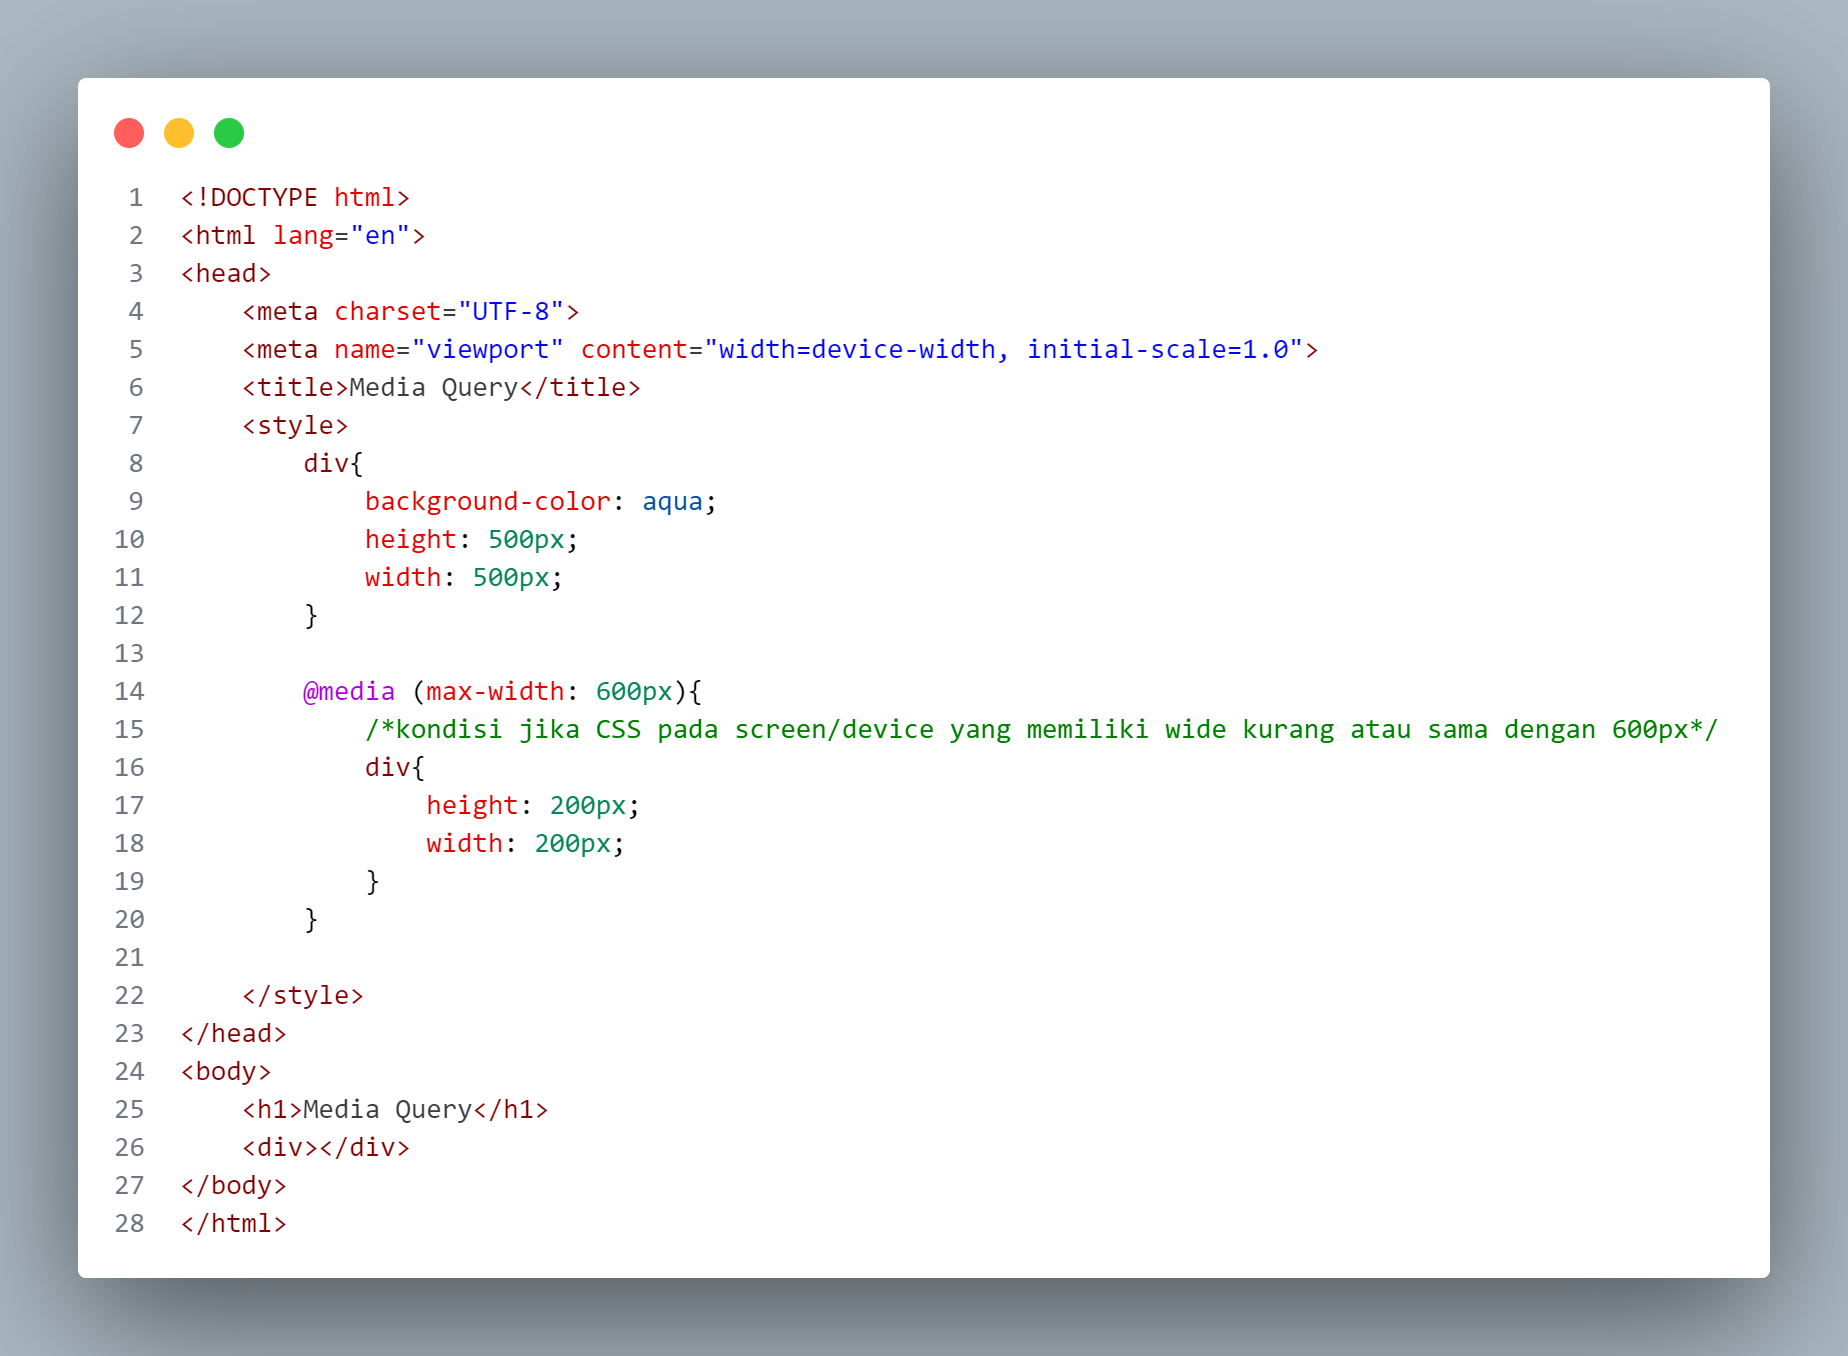 1 <!DOCTYPE html>
2 <html lang="en">
3 <head>
4     <meta charset="UTF-8">
5     <meta name="viewport" content="width=device-width, initial-scale=1.0">
6     <title>Media Query</title>
7     <style>
8         div{
9             background-color: aqua;
10             height: 500px;
11             width: 500px;
12         }
13
14         @media (max-width: 600px){
15             /*kondisi jika CSS pada screen/device yang memiliki wide kurang atau sama dengan 600px*/
16             div{
17                 height: 200px;
18                 width: 200px;
19             }
20         }
21
22     </style>
23 </head>
24 <body>
25     <h1>Media Query</h1>
26     <div></div>
27 </body>
28 </html>